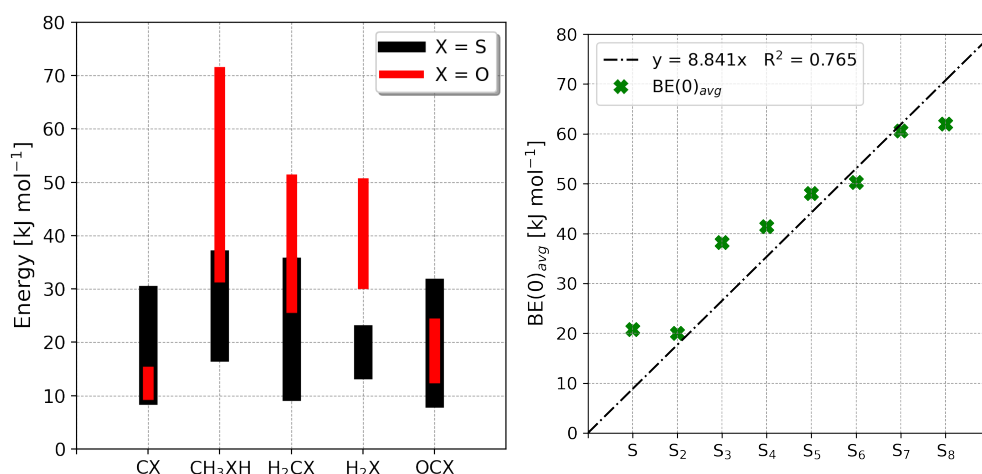 80
70
60
50
40
30
20
10
0
Energy [kJ mol⁻¹]
X = S
X = O
CX
CH₃XH
H₂CX
H₂X
OCX
80
70
60
50
40
30
20
10
0
BE(0)ₐᵥ₉ [kJ mol⁻¹]
y = 8.841x R² = 0.765
BE(0)ₐᵥ₉
S
S₂
S₃
S₄
S₅
S₆
S₇
S₈